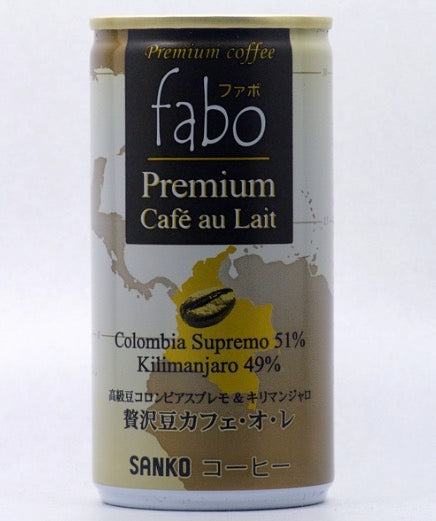 Premium coffee
ファボ
fabo
Premium
Café au Lait
Colombia Supremo 51%
Kilimanjaro 49%
高級豆コロンビアスプレモ&キリマンジャロ
贅沢豆カフェ・オ・レ
SANKO コーヒー